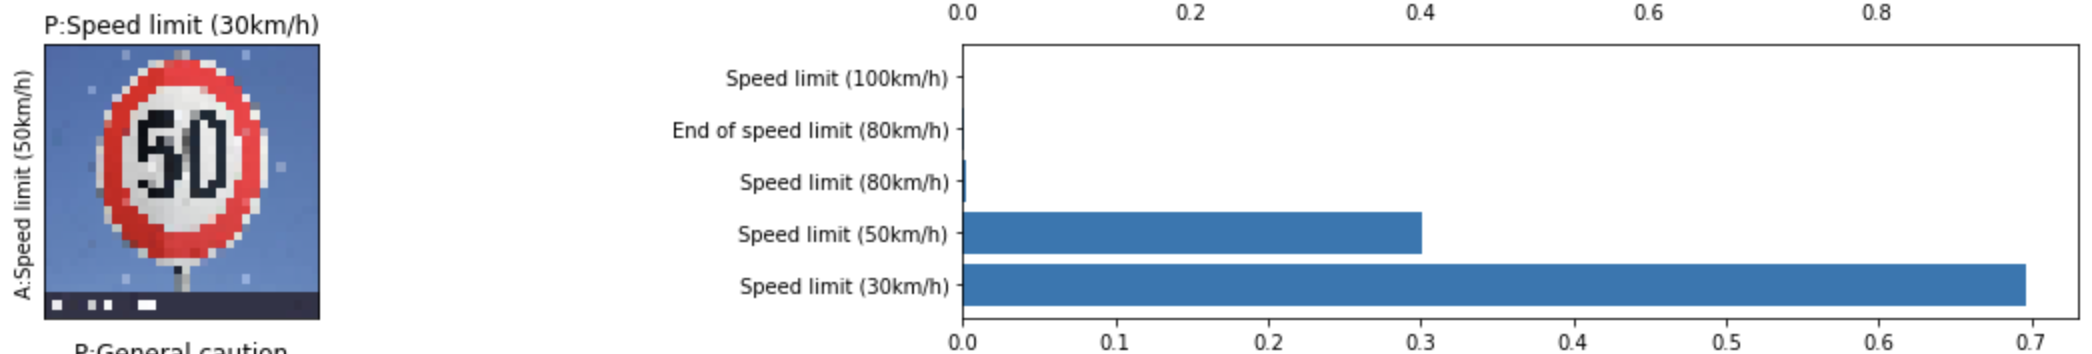 0.0 0.2 0.4 0.6 0.8
P:Speed limit (30km/h)
A:Speed limit (50km/h)
50
Speed limit (100km/h)
End of speed limit (80km/h)
Speed limit (80km/h)
Speed limit (50km/h)
Speed limit (30km/h)
0.0 0.1 0.2 0.3 0.4 0.5 0.6 0.7
P:General caution